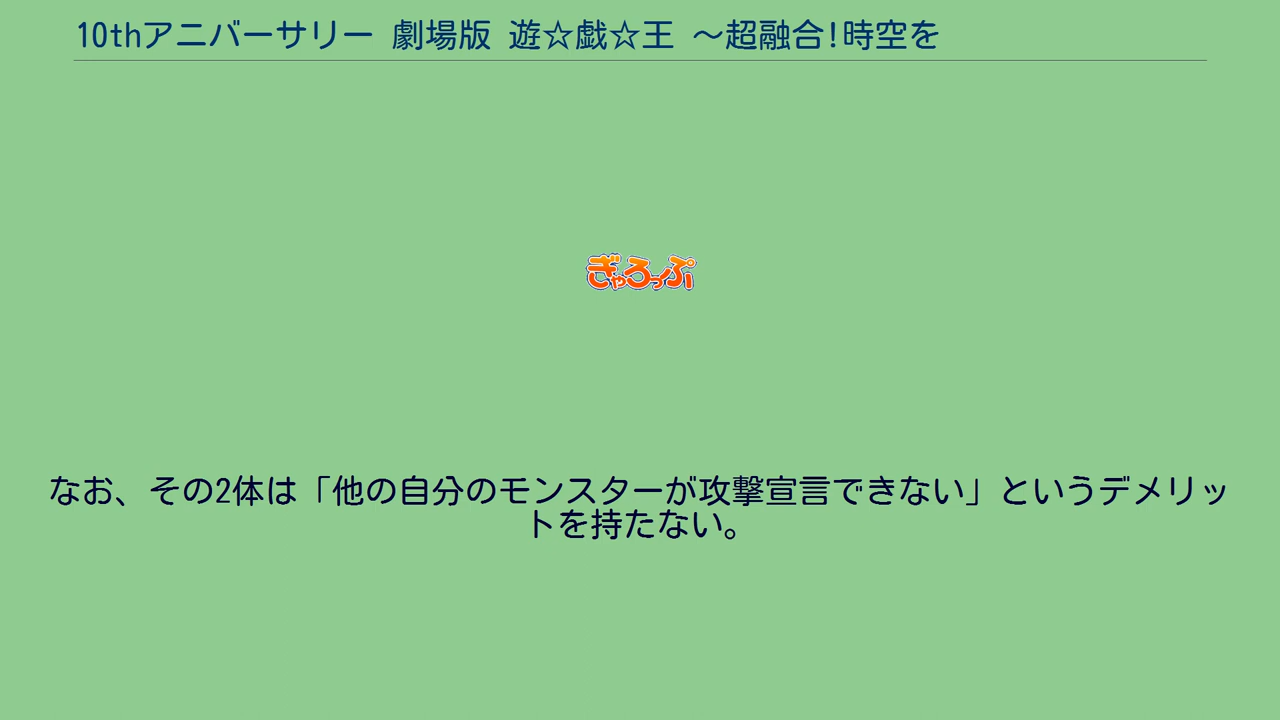 10thアニバーサリー 劇場版 遊☆戯☆王 〜超融合!時空を
ぎゃろっぷ
なお、その2体は「他の自分のモンスターが攻撃宣言できない」というデメリッ
トを持たない。